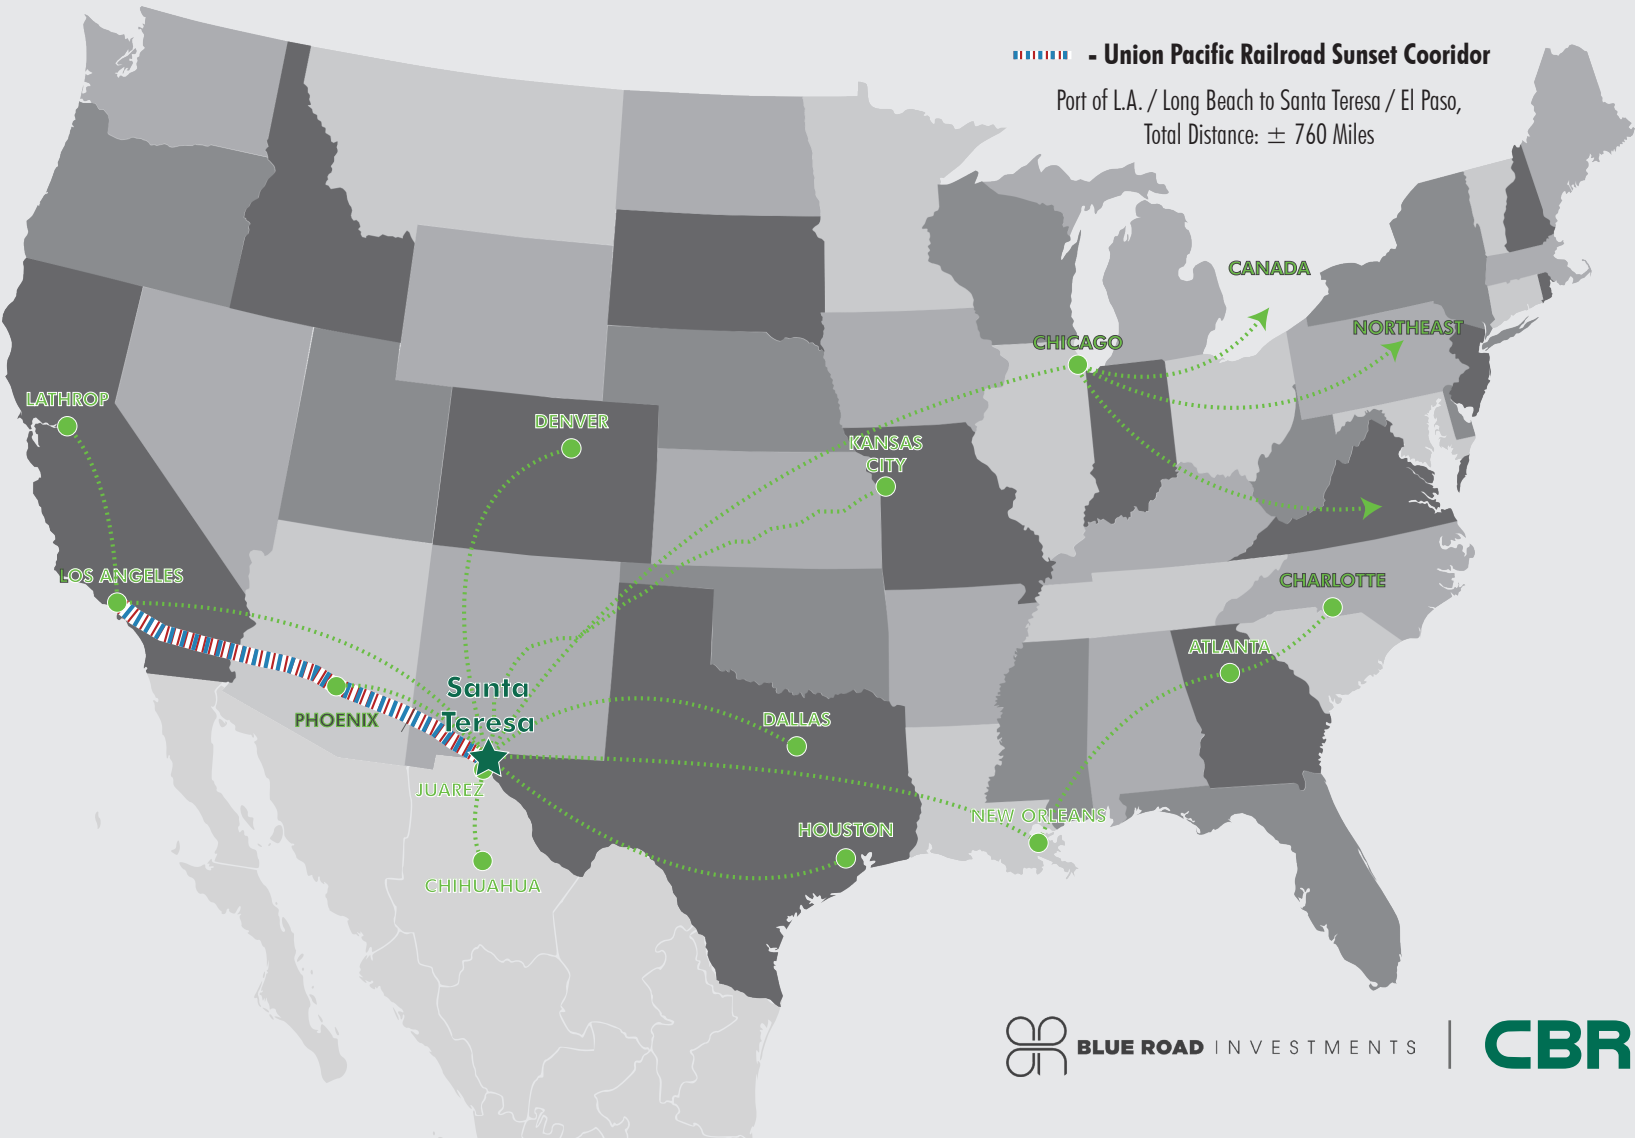 - Union Pacific Railroad Sunset Cooridor
Port of L.A. / Long Beach to Santa Teresa / El Paso,
Total Distance: ± 760 Miles
CANADA
NORTHEAST
CHICAGO
LATHROP
DENVER
KANSAS
CITY
LOS ANGELES
CHARLOTTE
ATLANTA
Santa
Teresa
PHOENIX
DALLAS
JUAREZ
NEW ORLEANS
HOUSTON
CHIHUAHUA
BLUE ROAD INVESTMENTS
CBR